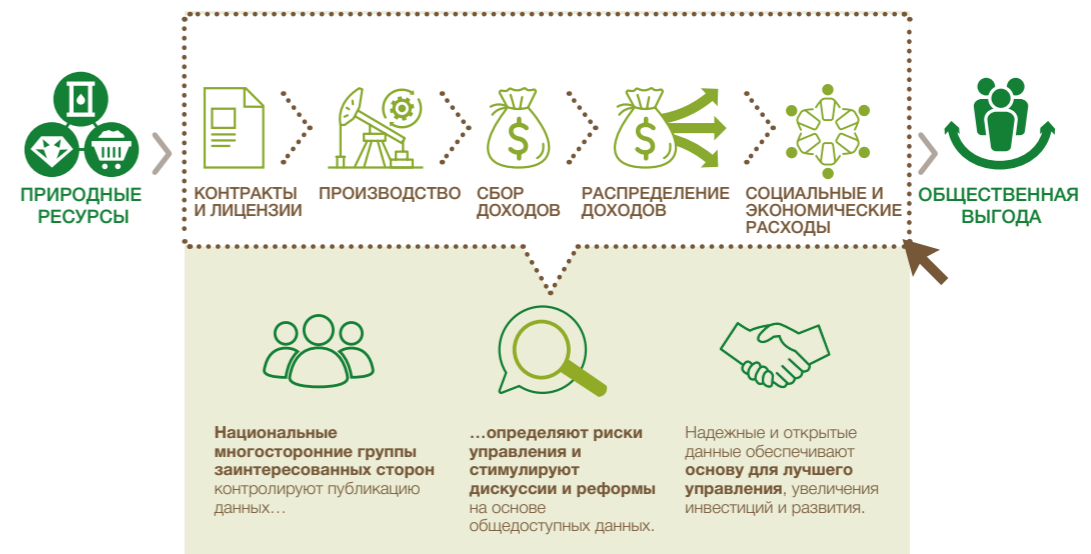 ПРИРОДНЫЕ
РЕСУРСЫ
КОНТРАКТЫ
И ЛИЦЕНЗИИ
ПРОИЗВОДСТВО
СБОР
ДОХОДОВ
РАСПРЕДЕЛЕНИЕ
ДОХОДОВ
СОЦИАЛЬНЫЕ И
ЭКОНОМИЧЕСКИЕ
РАСХОДЫ
ОБЩЕСТВЕННАЯ
ВЫГОДА
Национальные
многосторонние группы
заинтересованных сторон
контролируют публикацию
данных…
…определяют риски
управления и
стимулируют
дискуссии и реформы
на основе
общедоступных данных.
Надежные и открытые
данные обеспечивают
основу для лучшего
управления, увеличения
инвестиций и развития.